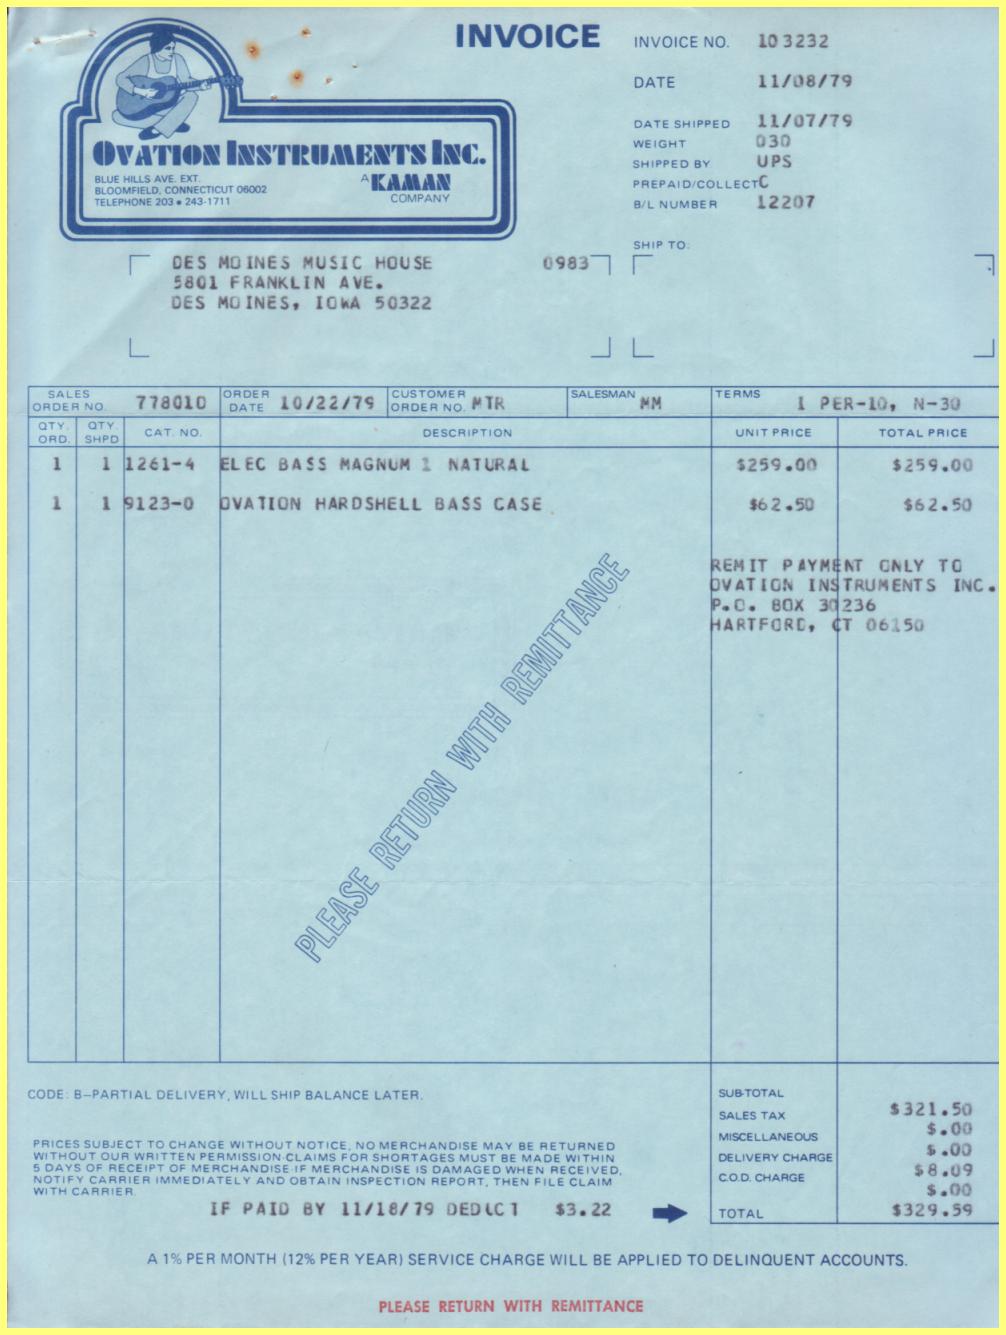 INVOICE
INVOICE NO. 103232
DATE 11/08/79
DATE SHIPPED 11/07/79
WEIGHT 030
SHIPPED BY UPS
PREPAID/COLLECT C
B/L NUMBER 12207
OVATION INSTRUMENTS INC.
BLUE HILLS AVE. EXT.
BLOOMFIELD, CONNECTICUT 06002
TELEPHONE 203 • 243-1711
A KAMAN
COMPANY
SHIP TO:
DES MOINES MUSIC HOUSE 0983
5801 FRANKLIN AVE.
DES MOINES, IOWA 50322
SALES ORDER NO. 778010 ORDER DATE 10/22/79 CUSTOMER ORDER NO. MTR SALESMAN MM TERMS 1 PER-10, N-30
QTY. ORD. QTY. SHPD CAT. NO. DESCRIPTION UNIT PRICE TOTAL PRICE
1 1 1261-4 ELEC BASS MAGNUM 1 NATURAL $259.00 $259.00
1 1 9123-0 OVATION HARDSHELL BASS CASE $62.50 $62.50
REMIT PAYMENT ONLY TO
OVATION INSTRUMENTS INC.
P.O. BOX 30236
HARTFORD, CT 06150
PLEASE RETURN WITH REMITTANCE
CODE: B—PARTIAL DELIVERY, WILL SHIP BALANCE LATER.
PRICES SUBJECT TO CHANGE WITHOUT NOTICE, NO MERCHANDISE MAY BE RETURNED
WITHOUT OUR WRITTEN PERMISSION-CLAIMS FOR SHORTAGES MUST BE MADE WITHIN
5 DAYS OF RECEIPT OF MERCHANDISE-IF MERCHANDISE IS DAMAGED WHEN RECEIVED,
NOTIFY CARRIER IMMEDIATELY AND OBTAIN INSPECTION REPORT, THEN FILE CLAIM
WITH CARRIER.
SUB-TOTAL $321.50
SALES TAX $.00
MISCELLANEOUS $.00
DELIVERY CHARGE $8.09
C.O.D. CHARGE $.00
IF PAID BY 11/18/79 DEDUCT $3.22
TOTAL $329.59
A 1% PER MONTH (12% PER YEAR) SERVICE CHARGE WILL BE APPLIED TO DELINQUENT ACCOUNTS.
PLEASE RETURN WITH REMITTANCE